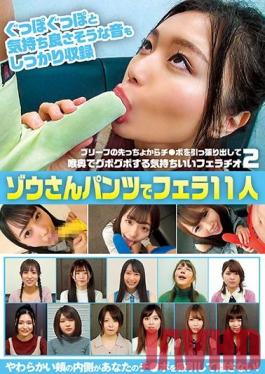 ぐっぽぐっぽと
気持ち良さそうな音も
しっかり収録
ブリーフの先っちょからチ●ポを引っ張り出して
喉奥でグポグポする気持ちいいフェラチオ2
ゾウさんパンツでフェラ11人
やわらかい頬の内側があなたの